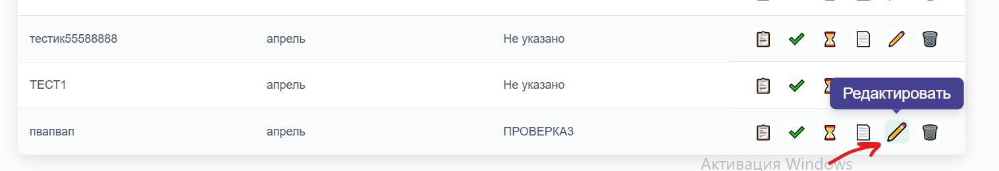 тестик55588888 апрель Не указано
ТЕСТ1 апрель Не указано
Редактировать
пвапвап апрель ПРОВЕРКА3
Активация Windows